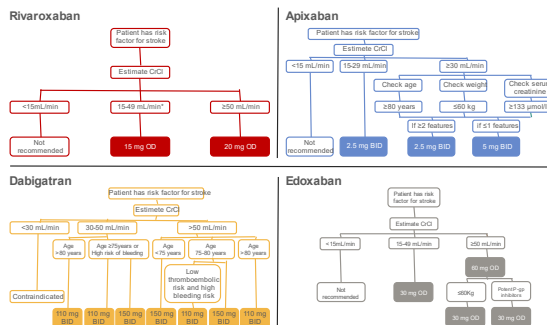 Rivaroxaban
Patient has risk
factor for stroke
Estimate CrCl
<15mL/min
15-49 mL/min*
≥50 mL/min
Not
recommended
15 mg OD
20 mg OD
Apixaban
Patient has risk
factor for stroke
Estimate CrCl
<15 mL/min
15-29 mL/min
≥30 mL/min
Check age
Check weight
Check serum
creatinine
≥80 years
≤60 kg
≥133 µmol/l
If ≥2 features
if ≤1 features
Not
recommended
2.5 mg BID
2.5 mg BID
5 mg BID
Dabigatran
Patient has risk factor for stroke
Estimete CrCl
<30 mL/min
30-50 mL/min
>50 mL/min
Age
>80 years
Age ≥75years or
High risk of bleeding
Age
<75 years
Age
75-80 years
Age
>80 years
Low
thromboembolic
risk and high
bleeding risk
Contraindicated
110 mg
BID
110 mg
BID
150 mg
BID
150 mg
BID
110 mg
BID
150 mg
BID
110 mg
BID
Edoxaban
Patient has risk
factor for stroke
Estimate CrCl
<15mL/min
15-49 mL/min
≥50 mL/min
60 mg OD
Not
recommended
30 mg OD
≤60Kg
Potent P-gp
inhibitors
30 mg OD
30 mg OD